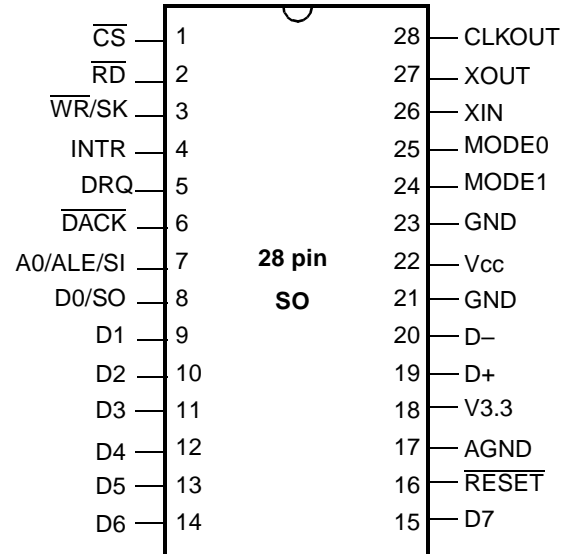 CS 1 28 CLKOUT
RD 2 27 XOUT
WR/SK 3 26 XIN
INTR 4 25 MODE0
DRQ 5 24 MODE1
DACK 6 23 GND
A0/ALE/SI 7 28 pin 22 Vcc
D0/SO 8 SO 21 GND
D1 9 20 D–
D2 10 19 D+
D3 11 18 V3.3
D4 12 17 AGND
D5 13 16 RESET
D6 14 15 D7